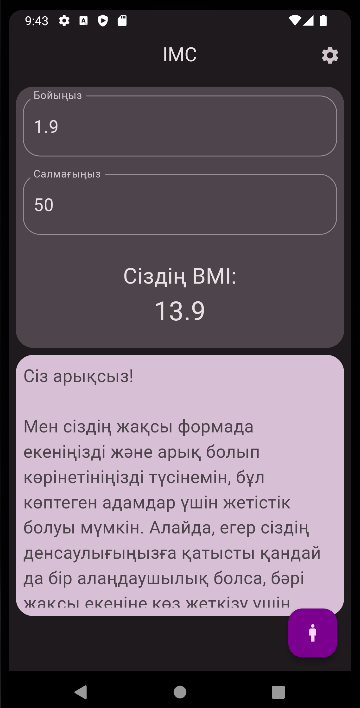 9:43
IMC
Бойыңыз
1.9
Салмағыңыз
50
Сіздің BMI:
13.9
Сіз арықсыз!
Мен сіздің жақсы формада
екеніңізді және арық болып
көрінетініңізді түсінемін, бұл
көптеген адамдар үшін жетістік
болуы мүмкін. Алайда, егер сіздің
денсаулығыңызға қатысты қандай
да бір алаңдаушылық болса, бәрі
жақсы екеніне көз жеткізу үшін